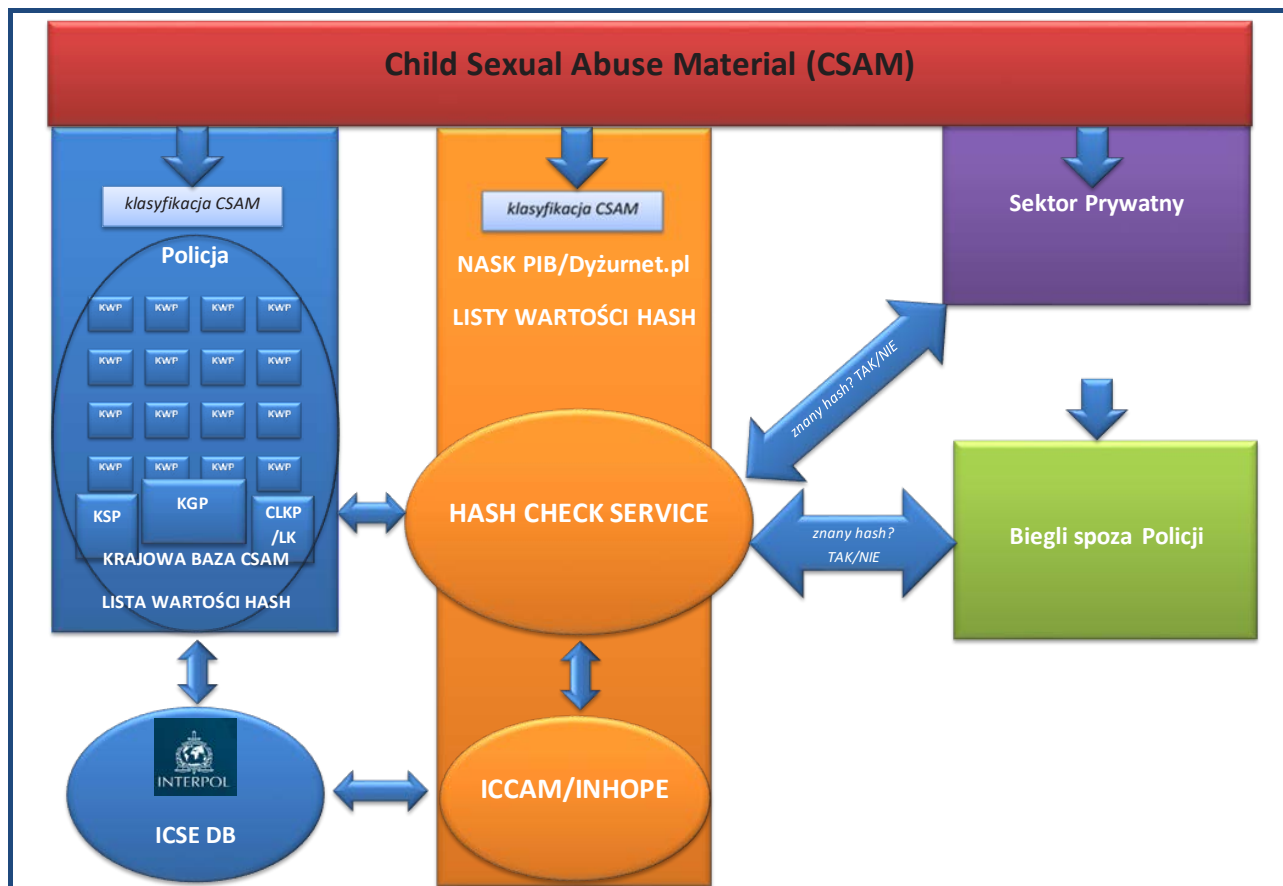 Child Sexual Abuse Material (CSAM)
klasyfikacja CSAM
Policja
KWP KWP KWP KWP
KWP KWP KWP KWP
KWP KWP KWP KWP
KWP KWP KWP KWP
KSP
KGP
CLKP
/LK
KRAJOWA BAZA CSAM
LISTA WARTOŚCI HASH
INTERPOL
ICSE DB
klasyfikacja CSAM
NASK PIB/Dyżurnet.pl
LISTY WARTOŚCI HASH
HASH CHECK SERVICE
ICCAM/INHOPE
Sektor Prywatny
znany hash? TAK/NIE
znany hash?
TAK/NIE
Biegli spoza Policji